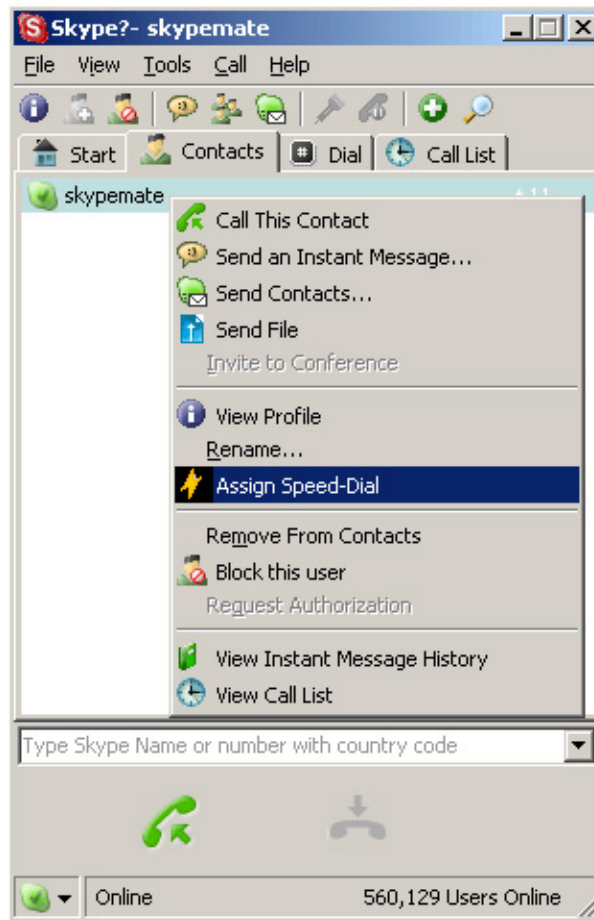 Skype?- skypemate
File View Tools Call Help
Start Contacts Dial Call List
skypemate
Call This Contact
Send an Instant Message...
Send Contacts...
Send File
Invite to Conference
View Profile
Rename...
Assign Speed-Dial
Remove From Contacts
Block this user
Request Authorization
View Instant Message History
View Call List
Type Skype Name or number with country code
Online 560,129 Users Online